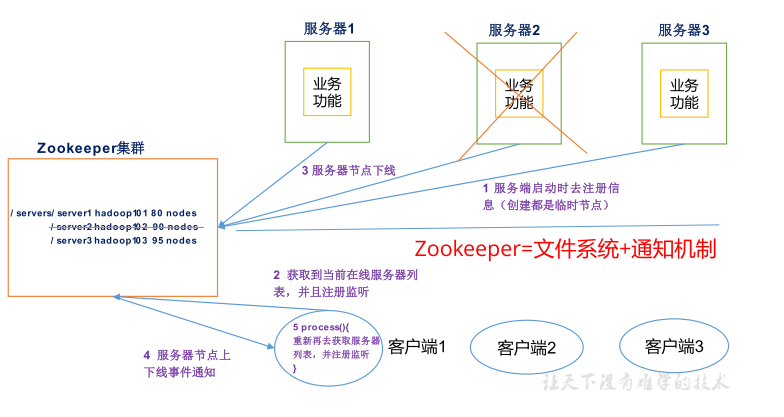 服务器1
服务器2
服务器3
业务
功能
业务
功能
业务
功能
Zookeeper集群
3 服务器节点下线
1 服务端启动时去注册信
息（创建都是临时节点）
/ servers/ server1 hadoop101 80 nodes
/ server2 hadoop102 90 nodes
/ server3 hadoop103 95 nodes
Zookeeper=文件系统+通知机制
2 获取到当前在线服务器列
表，并且注册监听
5 process(){
重新再去获取服务器
列表，并注册监听
}
客户端1
客户端2
客户端3
4 服务器节点上
下线事件通知
让天下没有难学的技术